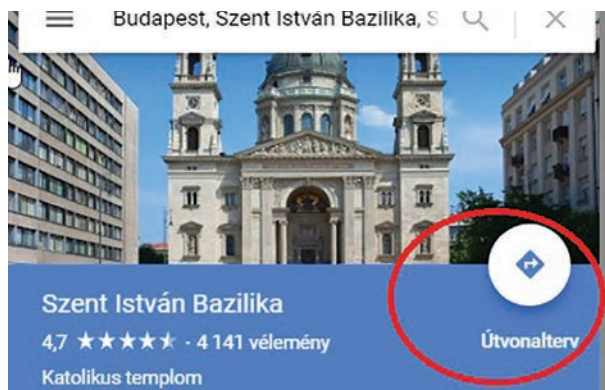 Budapest, Szent István Bazilika, S
Szent István Bazilika
4,7 ★★★★★ · 4 141 vélemény
Útvonalterv
Katolikus templom